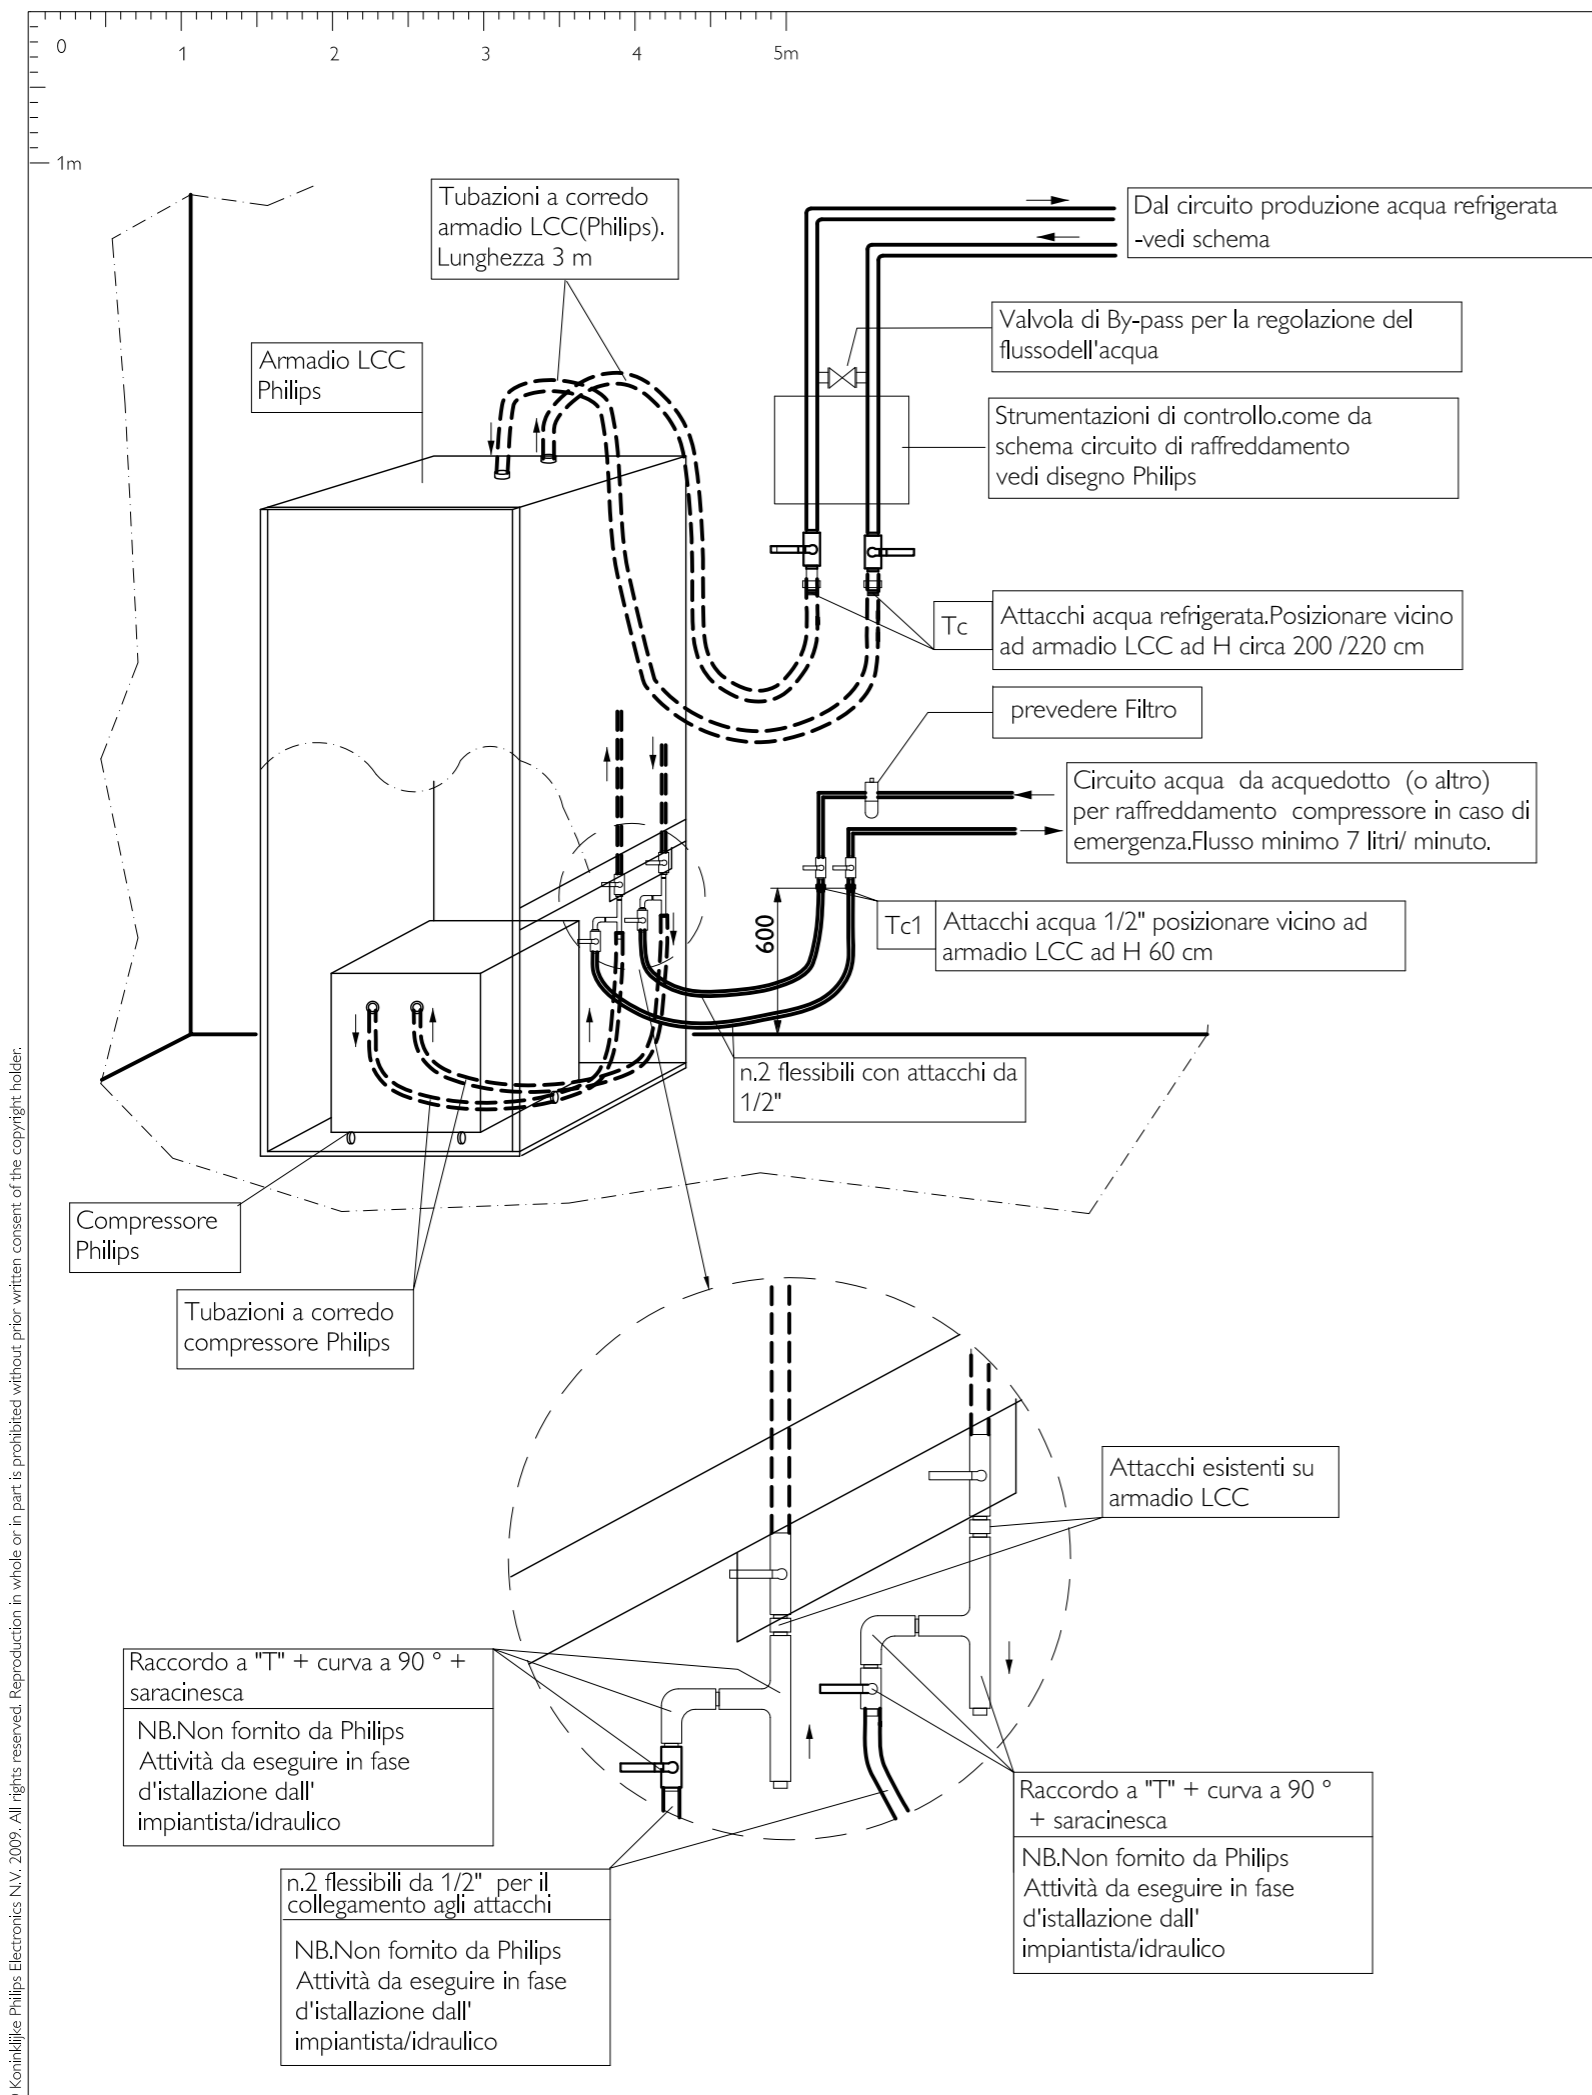 0
1
2
3
4
5m
1m
Tubazioni a corredo
armadio LCC(Philips).
Lunghezza 3 m
Dal circuito produzione acqua refrigerata
-vedi schema
Valvola di By-pass per la regolazione del
flussodell'acqua
Armadio LCC
Philips
Strumentazioni di controllo.come da
schema circuito di raffreddamento
vedi disegno Philips
Tc
Attacchi acqua refrigerata.Posizionare vicino
ad armadio LCC ad H circa 200 /220 cm
prevedere Filtro
Circuito acqua da acquedotto (o altro)
per raffreddamento compressore in caso di
emergenza.Flusso minimo 7 litri/ minuto.
600
Tc1
Attacchi acqua 1/2" posizionare vicino ad
armadio LCC ad H 60 cm
n.2 flessibili con attacchi da
1/2"
Compressore
Philips
Tubazioni a corredo
compressore Philips
Attacchi esistenti su
armadio LCC
Raccordo a "T" + curva a 90 ° +
saracinesca
NB.Non fornito da Philips
Attività da eseguire in fase
d'istallazione dall'
impiantista/idraulico
Raccordo a "T" + curva a 90 °
+ saracinesca
NB.Non fornito da Philips
Attività da eseguire in fase
d'istallazione dall'
impiantista/idraulico
n.2 flessibili da 1/2" per il
collegamento agli attacchi
NB.Non fornito da Philips
Attività da eseguire in fase
d'istallazione dall'
impiantista/idraulico
Koninklijke Philips Electronics N.V. 2009. All rights reserved. Reproduction in whole or in part is prohibited without prior written consent of the copyright holder.